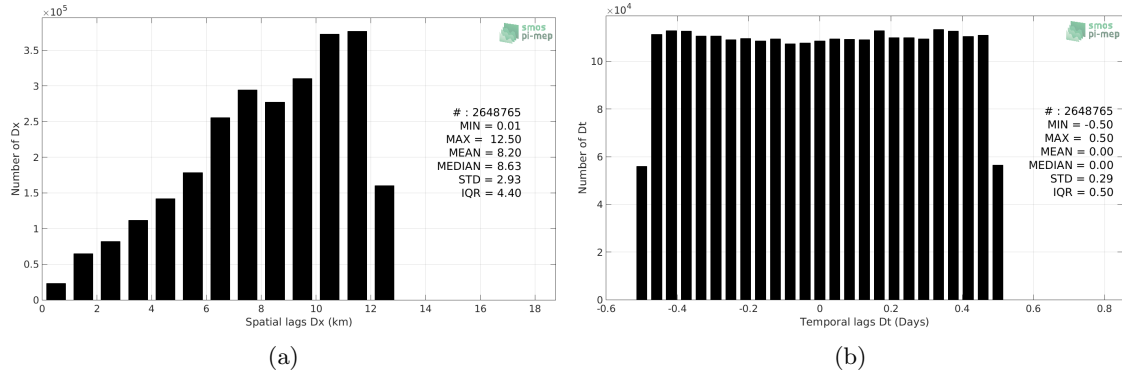 ×10⁵
3.5
3
2.5
2
1.5
1
0.5
0
0 2 4 6 8 10 12 14 16 18
Number of Dx
Spatial lags Dx (km)
smos
pi-mep
# : 2648765
MIN = 0.01
MAX = 12.50
MEAN = 8.20
MEDIAN = 8.63
STD = 2.93
IQR = 4.40
(a)
×10⁴
10
8
6
4
2
0
-0.6 -0.4 -0.2 0 0.2 0.4 0.6 0.8
Number of Dt
Temporal lags Dt (Days)
smos
pi-mep
# : 2648765
MIN = -0.50
MAX = 0.50
MEAN = 0.00
MEDIAN = 0.00
STD = 0.29
IQR = 0.50
(b)